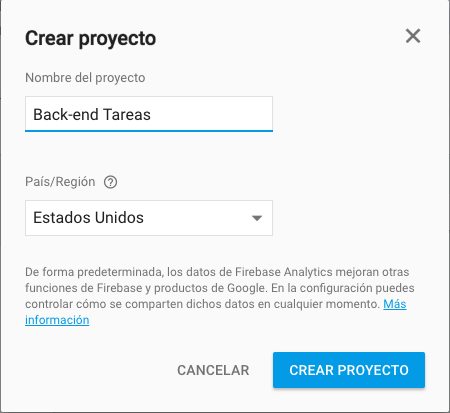 Crear proyecto
Nombre del proyecto
Back-end Tareas
País/Región
Estados Unidos
De forma predeterminada, los datos de Firebase Analytics mejoran otras
funciones de Firebase y productos de Google. En la configuración puedes
controlar cómo se comparten dichos datos en cualquier momento. Más
información
CANCELAR CREAR PROYECTO